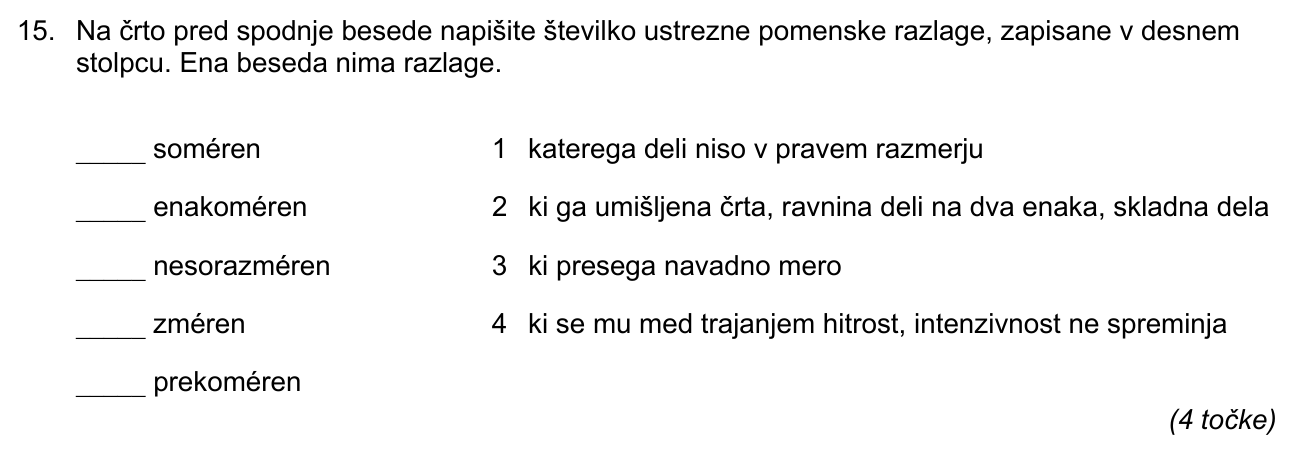 15. Na črto pred spodnje besede napišite številko ustrezne pomenske razlage, zapisane v desnem
stolpcu. Ena beseda nima razlage.
_____ soméren 1 katerega deli niso v pravem razmerju
_____ enakoméren 2 ki ga umišljena črta, ravnina deli na dva enaka, skladna dela
_____ nesorazméren 3 ki presega navadno mero
_____ zméren 4 ki se mu med trajanjem hitrost, intenzivnost ne spreminja
_____ prekoméren
(4 točke)